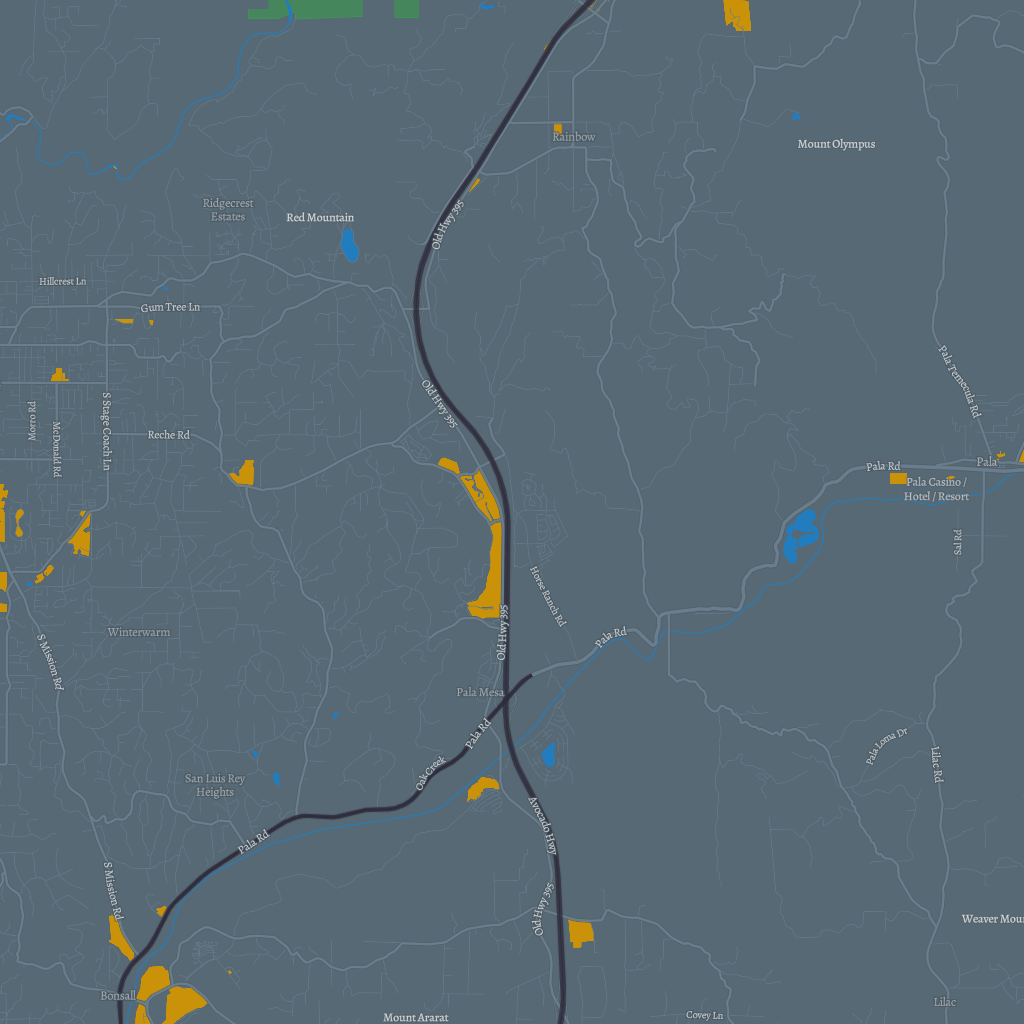 Rainbow
Mount Olympus
Ridgecrest
Estates
Red Mountain
Old Hwy 395
Hillcrest Ln
Gum Tree Ln
Pala Temecula Rd
Old Hwy 395
Morro Rd
McDonald Rd
S Stage Coach Ln
Reche Rd
Pala Rd
Pala
Pala Casino /
Hotel / Resort
Sal Rd
Horse Ranch Rd
Old Hwy 395
Winterwarm
Pala Rd
S Mission Rd
Pala Mesa
Pala Rd
Pala Loma Dr
Lilac Rd
Oak Creek
San Luis Rey
Heights
Avocado Hwy
Pala Rd
S Mission Rd
Old Hwy 395
Weaver Moun
Bonsall
Lilac
Mount Ararat
Covey Ln